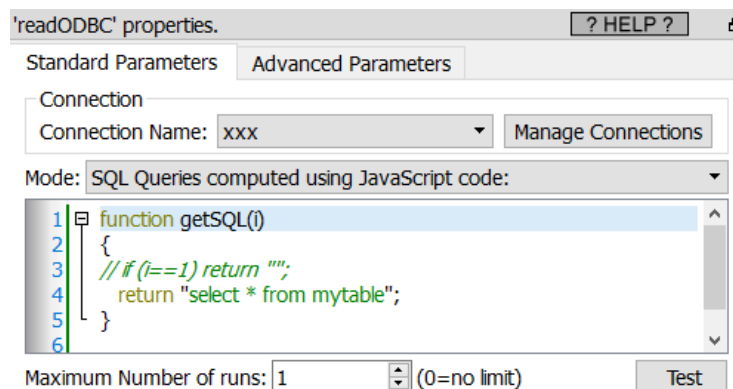 'readODBC' properties. ? HELP ?
Standard Parameters Advanced Parameters
Connection
Connection Name: xxx Manage Connections
Mode: SQL Queries computed using JavaScript code:
1 function getSQL(i)
2 {
3 // if (i==1) return "";
4 return "select * from mytable";
5 }
6
Maximum Number of runs: 1 (0=no limit) Test